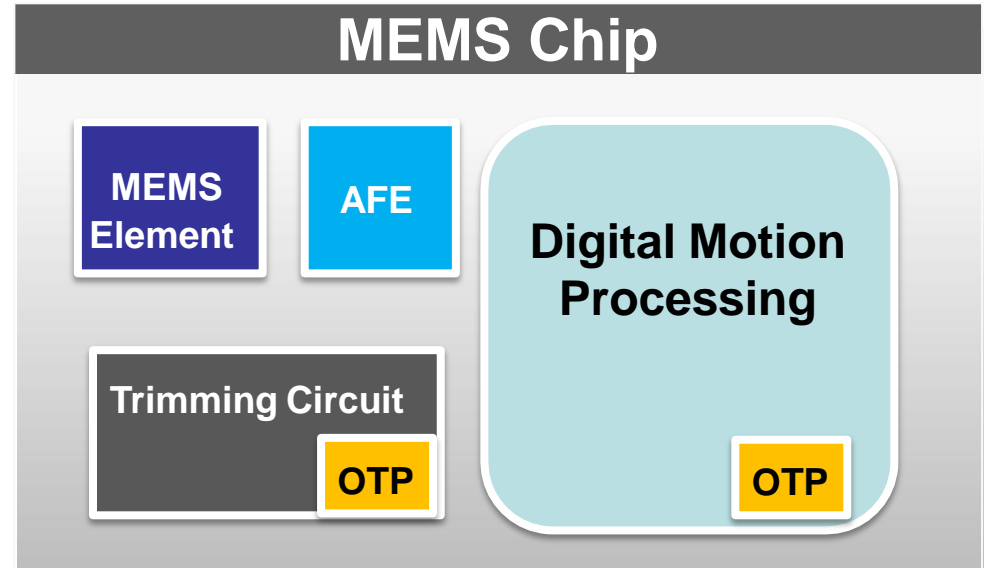 MEMS Chip
MEMS
Element
AFE
Digital Motion
Processing
Trimming Circuit
OTP
OTP